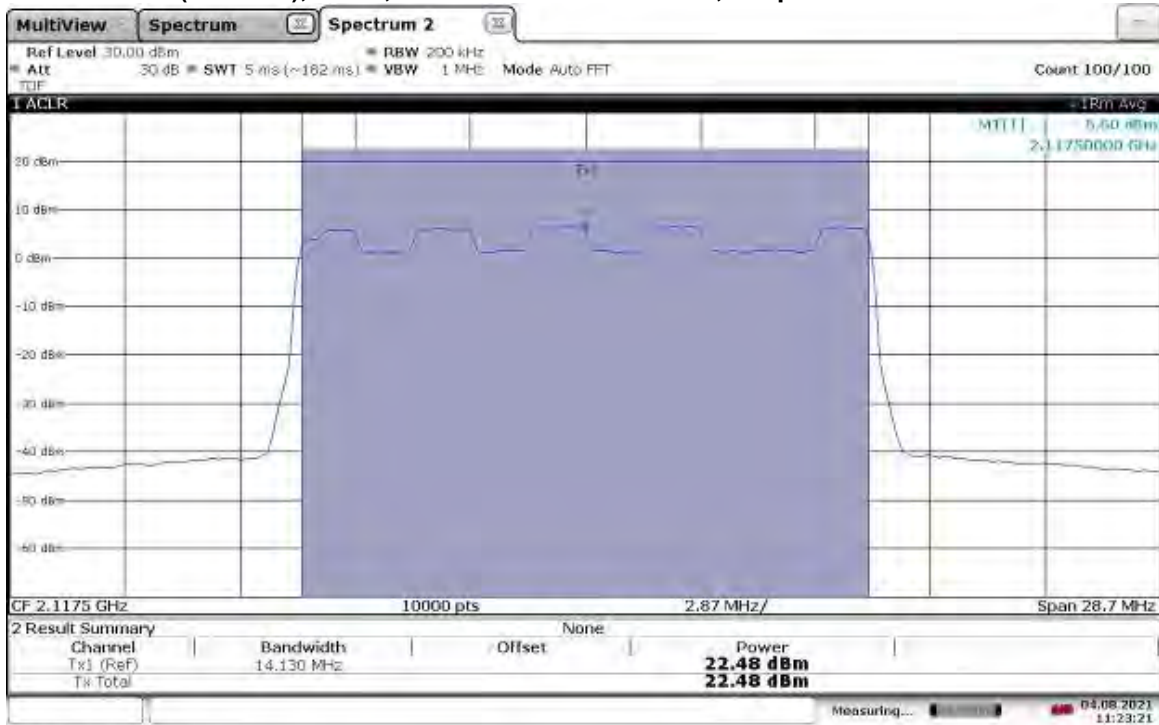 MultiView Spectrum Spectrum 2
Ref Level 30.00 dBm RBW 200 kHz
Att 30 dB SWT 5 ms (~162 ms) VBW 1 MHz Mode Auto FFT Count 100/100
TDF
1 ACLR 1Rm Avg
2.11750000 GHz
Tx1
20 dBm
10 dBm
0 dBm
-10 dBm
-20 dBm
-30 dBm
-40 dBm
-50 dBm
-60 dBm
CF 2.1175 GHz 10000 pts 2.87 MHz/ Span 28.7 MHz
2 Result Summary None
Channel Bandwidth Offset Power
Tx1 (Ref) 14.130 MHz 22.48 dBm
Tx Total 22.48 dBm
Measuring... 04.08.2021
11:23:21